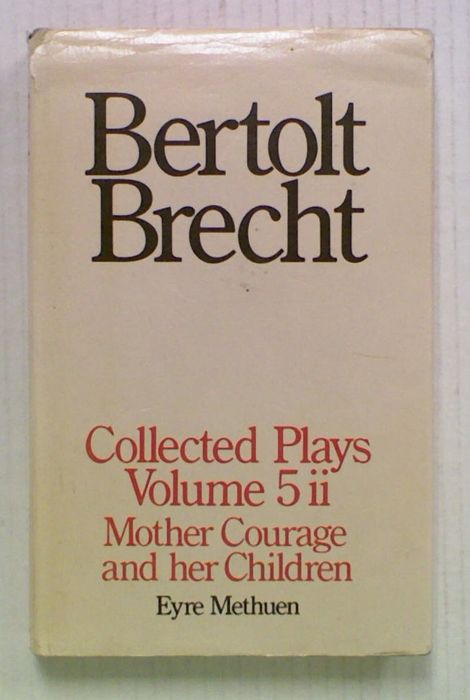 Bertolt
Brecht
Collected Plays
Volume 5 ii
Mother Courage
and her Children
Eyre Methuen